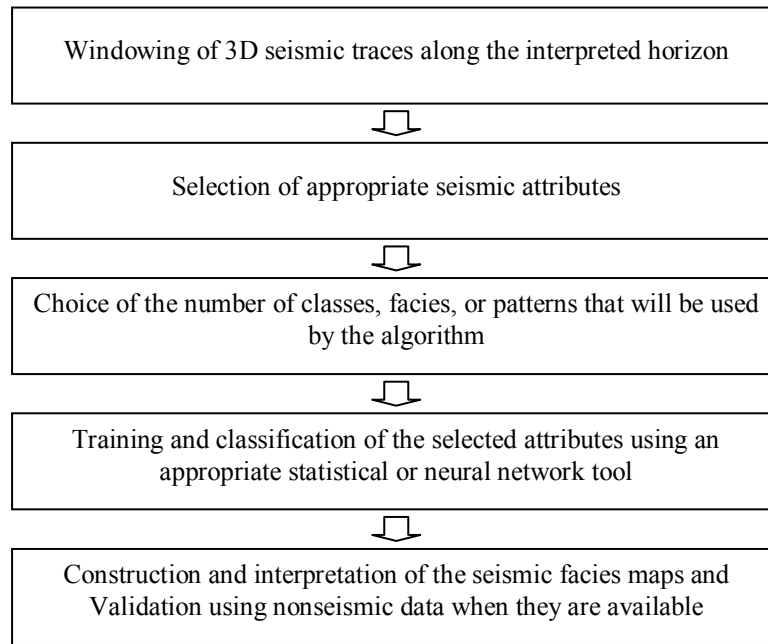 Windowing of 3D seismic traces along the interpreted horizon
Selection of appropriate seismic attributes
Choice of the number of classes, facies, or patterns that will be used
by the algorithm
Training and classification of the selected attributes using an
appropriate statistical or neural network tool
Construction and interpretation of the seismic facies maps and
Validation using nonseismic data when they are available